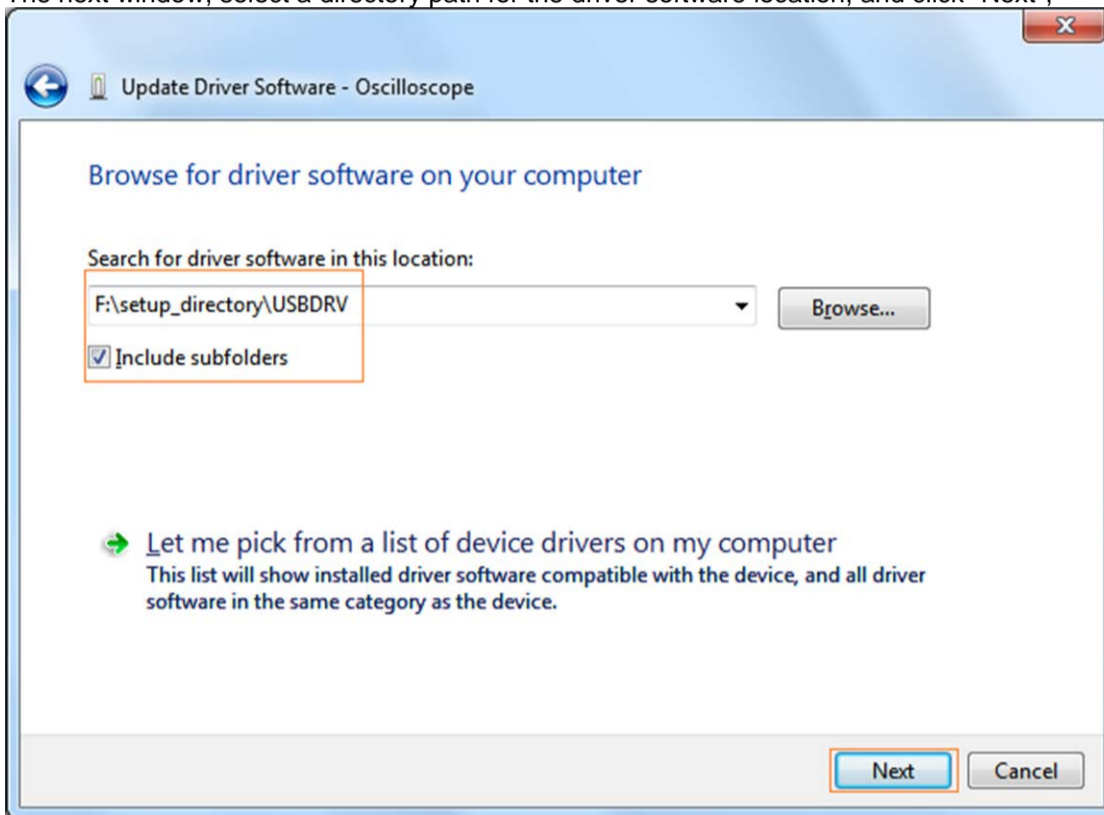 The next window, select a directory path for the driver software location, and click "Next";
Update Driver Software - Oscilloscope
Browse for driver software on your computer
Search for driver software in this location:
F:\setup_directory\USBDRV
Browse...
Include subfolders
Let me pick from a list of device drivers on my computer
This list will show installed driver software compatible with the device, and all driver
software in the same category as the device.
Next Cancel